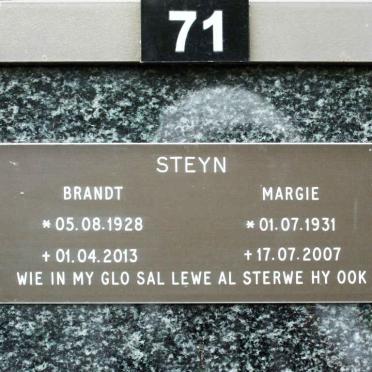 71
STEYN
BRANDT MARGIE
*05.08.1928 *01.07.1931
+01.04.2013 +17.07.2007
WIE IN MY GLO SAL LEWE AL STERWE HY OOK